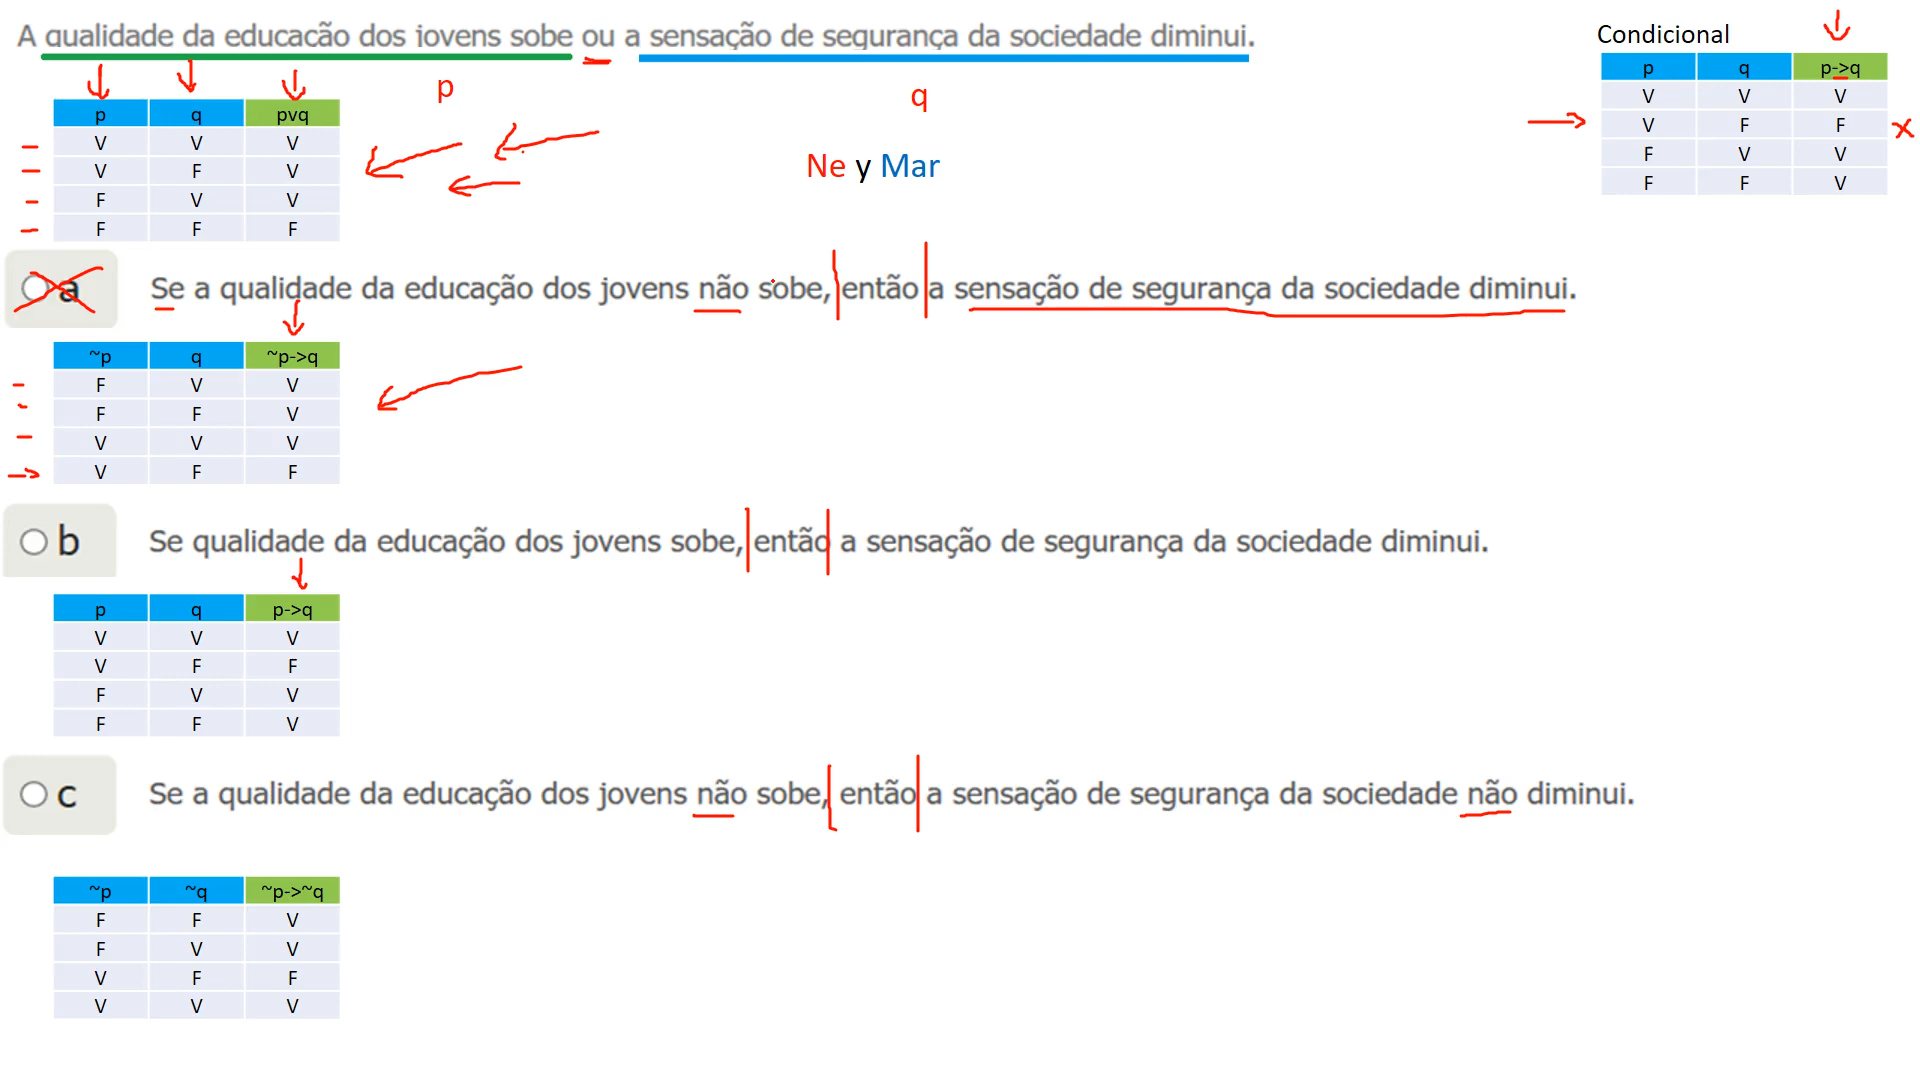 A qualidade da educacão dos iovens sobe ou a sensação de segurança da sociedade diminui.
Condicional
p q p->q
V V V
V F F
F V V
F F V
p
q
p q pvq
V V V
V F V
F V V
F F F
Ne y Mar
a Se a qualidade da educação dos jovens não sobe, então a sensação de segurança da sociedade diminui.
~p q ~p->q
F V V
F F V
V V V
V F F
b Se qualidade da educação dos jovens sobe, então a sensação de segurança da sociedade diminui.
p q p->q
V V V
V F F
F V V
F F V
c Se a qualidade da educação dos jovens não sobe, então a sensação de segurança da sociedade não diminui.
~p ~q ~p->~q
F F V
F V V
V F F
V V V